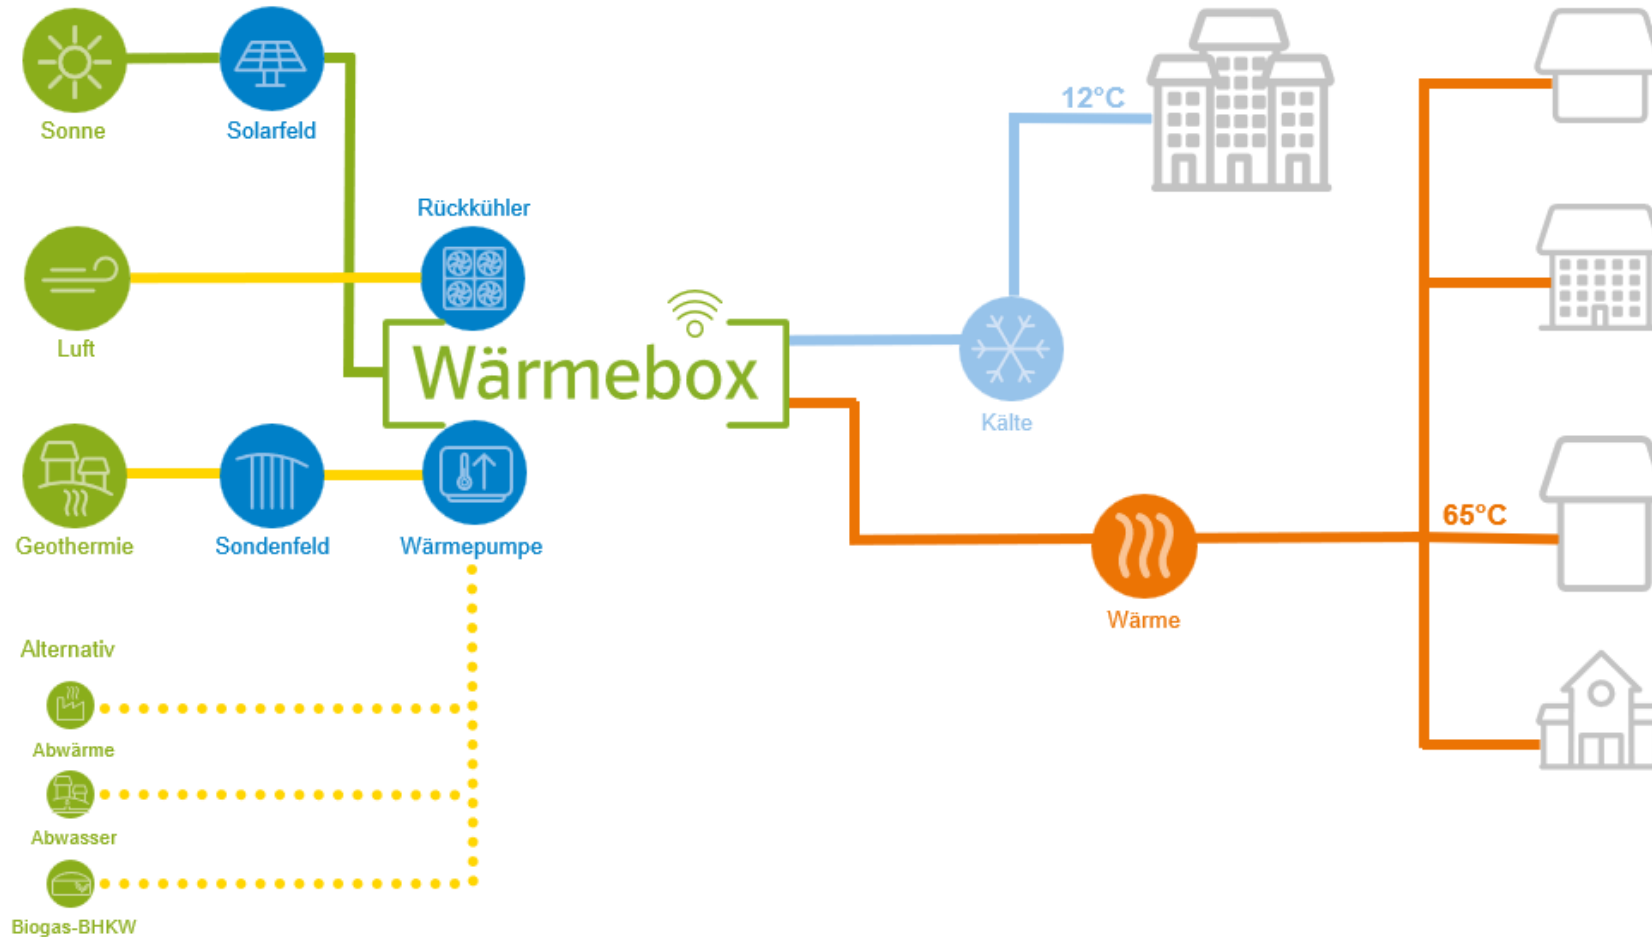 Sonne
Solarfeld
Rückkühler
Luft
Wärmebox
Geothermie
Sondenfeld
Wärmepumpe
Alternativ
Abwärme
Abwasser
Biogas-BHKW
12°C
Kälte
65°C
Wärme